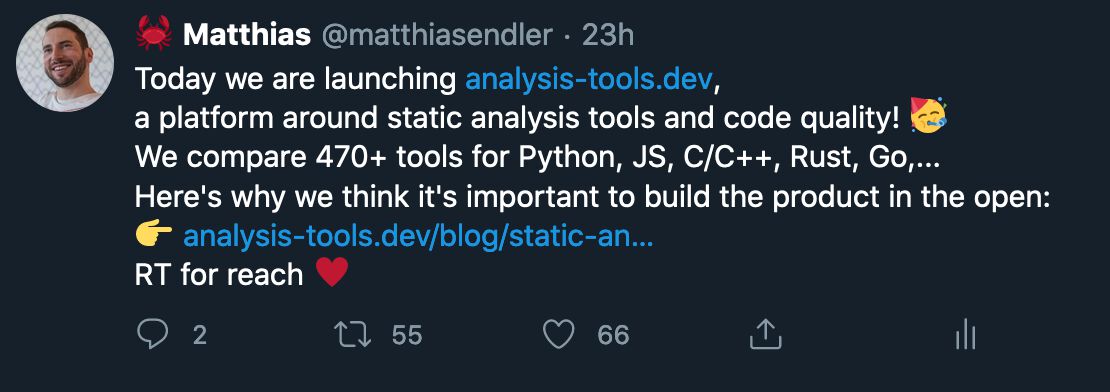 🦀 Matthias @matthiasendler · 23h
Today we are launching analysis-tools.dev,
a platform around static analysis tools and code quality! 🥳
We compare 470+ tools for Python, JS, C/C++, Rust, Go,...
Here's why we think it's important to build the product in the open:
👉 analysis-tools.dev/blog/static-an...
RT for reach ♥️
2 55 66